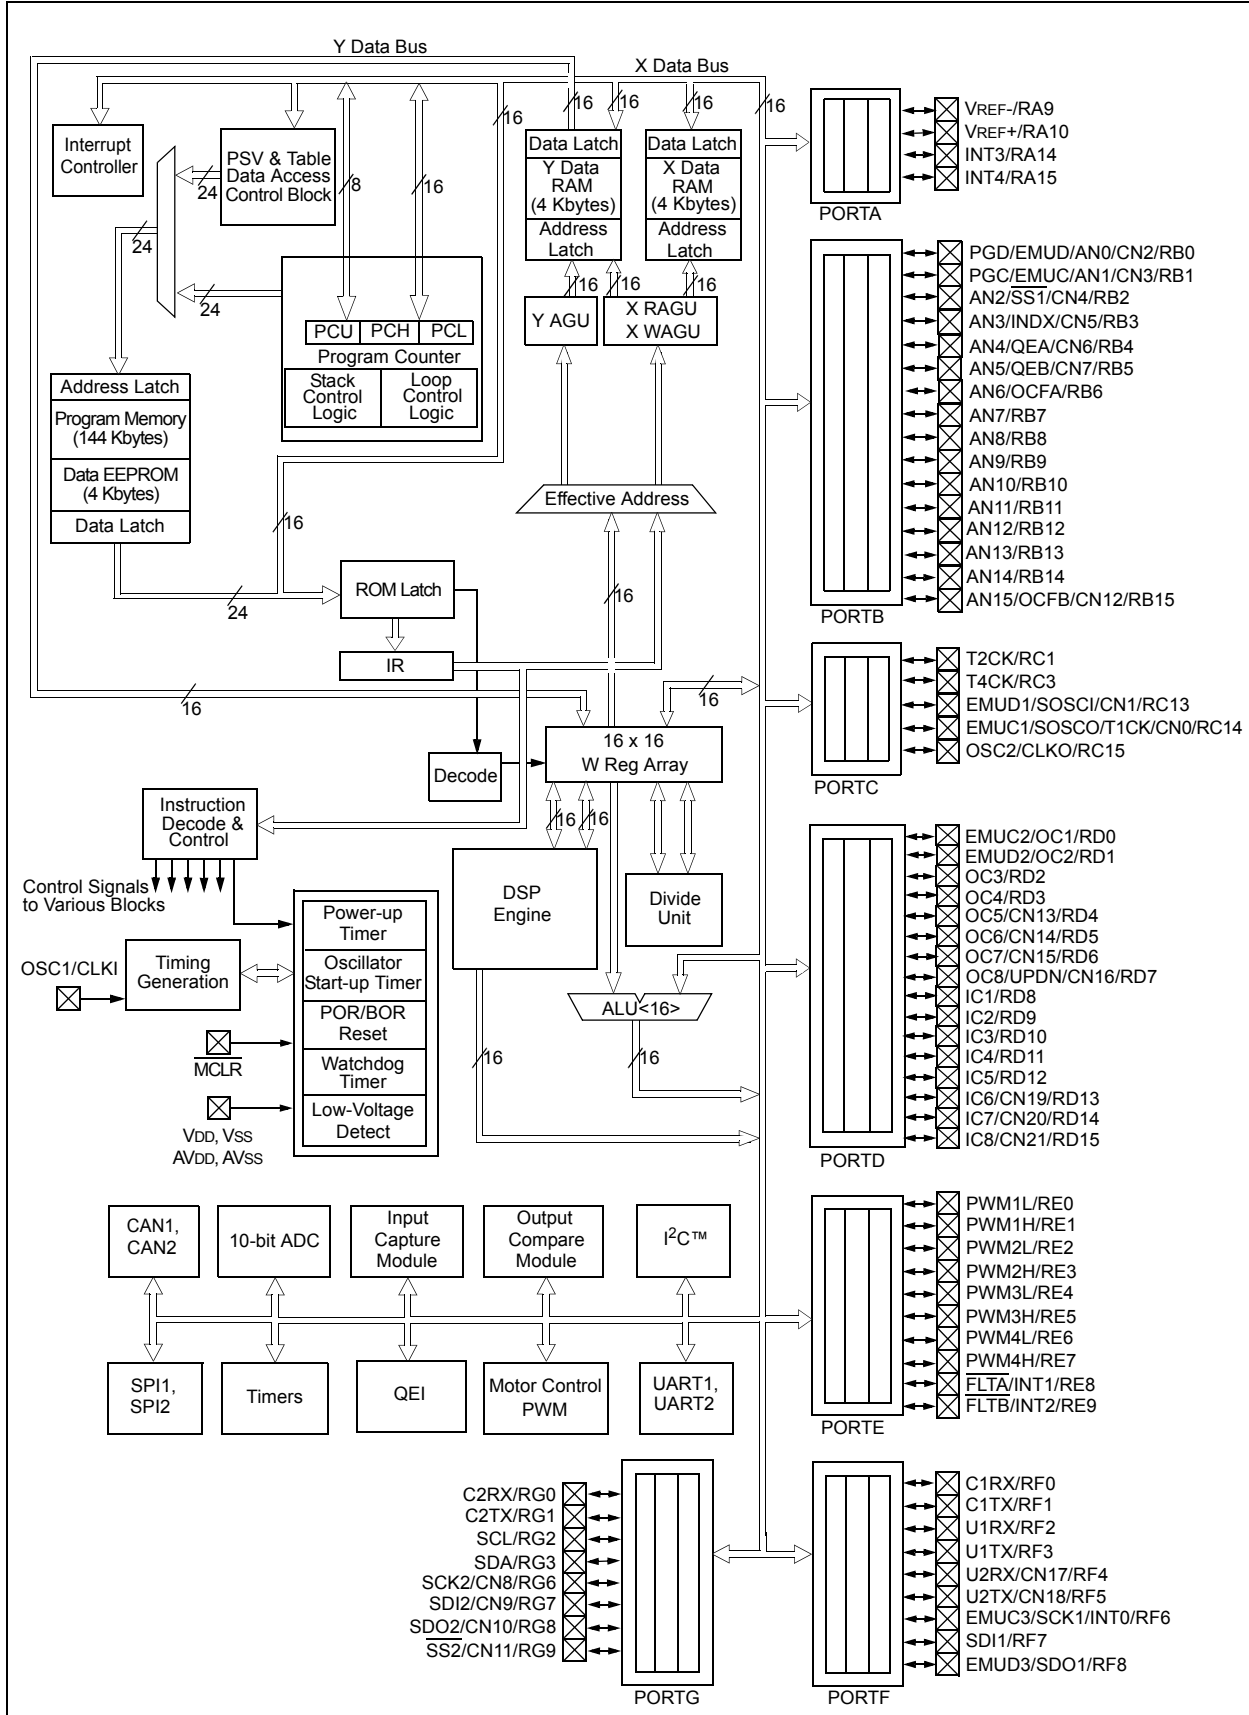 Y Data Bus
X Data Bus
16
16
16
16
16
Interrupt
Controller
PSV & Table
Data Access
Control Block
24
24
24
8
16
Data Latch
Y Data
RAM
(4 Kbytes)
Address
Latch
Data Latch
X Data
RAM
(4 Kbytes)
Address
Latch
16
16
16
Y AGU
X RAGU
X WAGU
PCU PCH PCL
Program Counter
Stack
Control
Logic
Loop
Control
Logic
Address Latch
Program Memory
(144 Kbytes)
Data EEPROM
(4 Kbytes)
Data Latch
Effective Address
16
24
16
ROM Latch
IR
16
16
16 x 16
W Reg Array
Decode
Instruction
Decode &
Control
Control Signals
to Various Blocks
16
16
DSP
Engine
Divide
Unit
Power-up
Timer
Oscillator
Start-up Timer
POR/BOR
Reset
Watchdog
Timer
Low-Voltage
Detect
OSC1/CLKI
Timing
Generation
MCLR
VDD, VSS
AVDD, AVSS
ALU<16>
16
16
CAN1,
CAN2
10-bit ADC
Input
Capture
Module
Output
Compare
Module
I²C™
SPI1,
SPI2
Timers
QEI
Motor Control
PWM
UART1,
UART2
VREF-/RA9
VREF+/RA10
INT3/RA14
INT4/RA15
PORTA
PGD/EMUD/AN0/CN2/RB0
PGC/EMUC/AN1/CN3/RB1
AN2/SS1/CN4/RB2
AN3/INDX/CN5/RB3
AN4/QEA/CN6/RB4
AN5/QEB/CN7/RB5
AN6/OCFA/RB6
AN7/RB7
AN8/RB8
AN9/RB9
AN10/RB10
AN11/RB11
AN12/RB12
AN13/RB13
AN14/RB14
AN15/OCFB/CN12/RB15
PORTB
T2CK/RC1
T4CK/RC3
EMUD1/SOSCI/CN1/RC13
EMUC1/SOSCO/T1CK/CN0/RC14
OSC2/CLKO/RC15
PORTC
EMUC2/OC1/RD0
EMUD2/OC2/RD1
OC3/RD2
OC4/RD3
OC5/CN13/RD4
OC6/CN14/RD5
OC7/CN15/RD6
OC8/UPDN/CN16/RD7
IC1/RD8
IC2/RD9
IC3/RD10
IC4/RD11
IC5/RD12
IC6/CN19/RD13
IC7/CN20/RD14
IC8/CN21/RD15
PORTD
PWM1L/RE0
PWM1H/RE1
PWM2L/RE2
PWM2H/RE3
PWM3L/RE4
PWM3H/RE5
PWM4L/RE6
PWM4H/RE7
FLTA/INT1/RE8
FLTB/INT2/RE9
PORTE
C2RX/RG0
C2TX/RG1
SCL/RG2
SDA/RG3
SCK2/CN8/RG6
SDI2/CN9/RG7
SDO2/CN10/RG8
SS2/CN11/RG9
PORTG
C1RX/RF0
C1TX/RF1
U1RX/RF2
U1TX/RF3
U2RX/CN17/RF4
U2TX/CN18/RF5
EMUC3/SCK1/INT0/RF6
SDI1/RF7
EMUD3/SDO1/RF8
PORTF